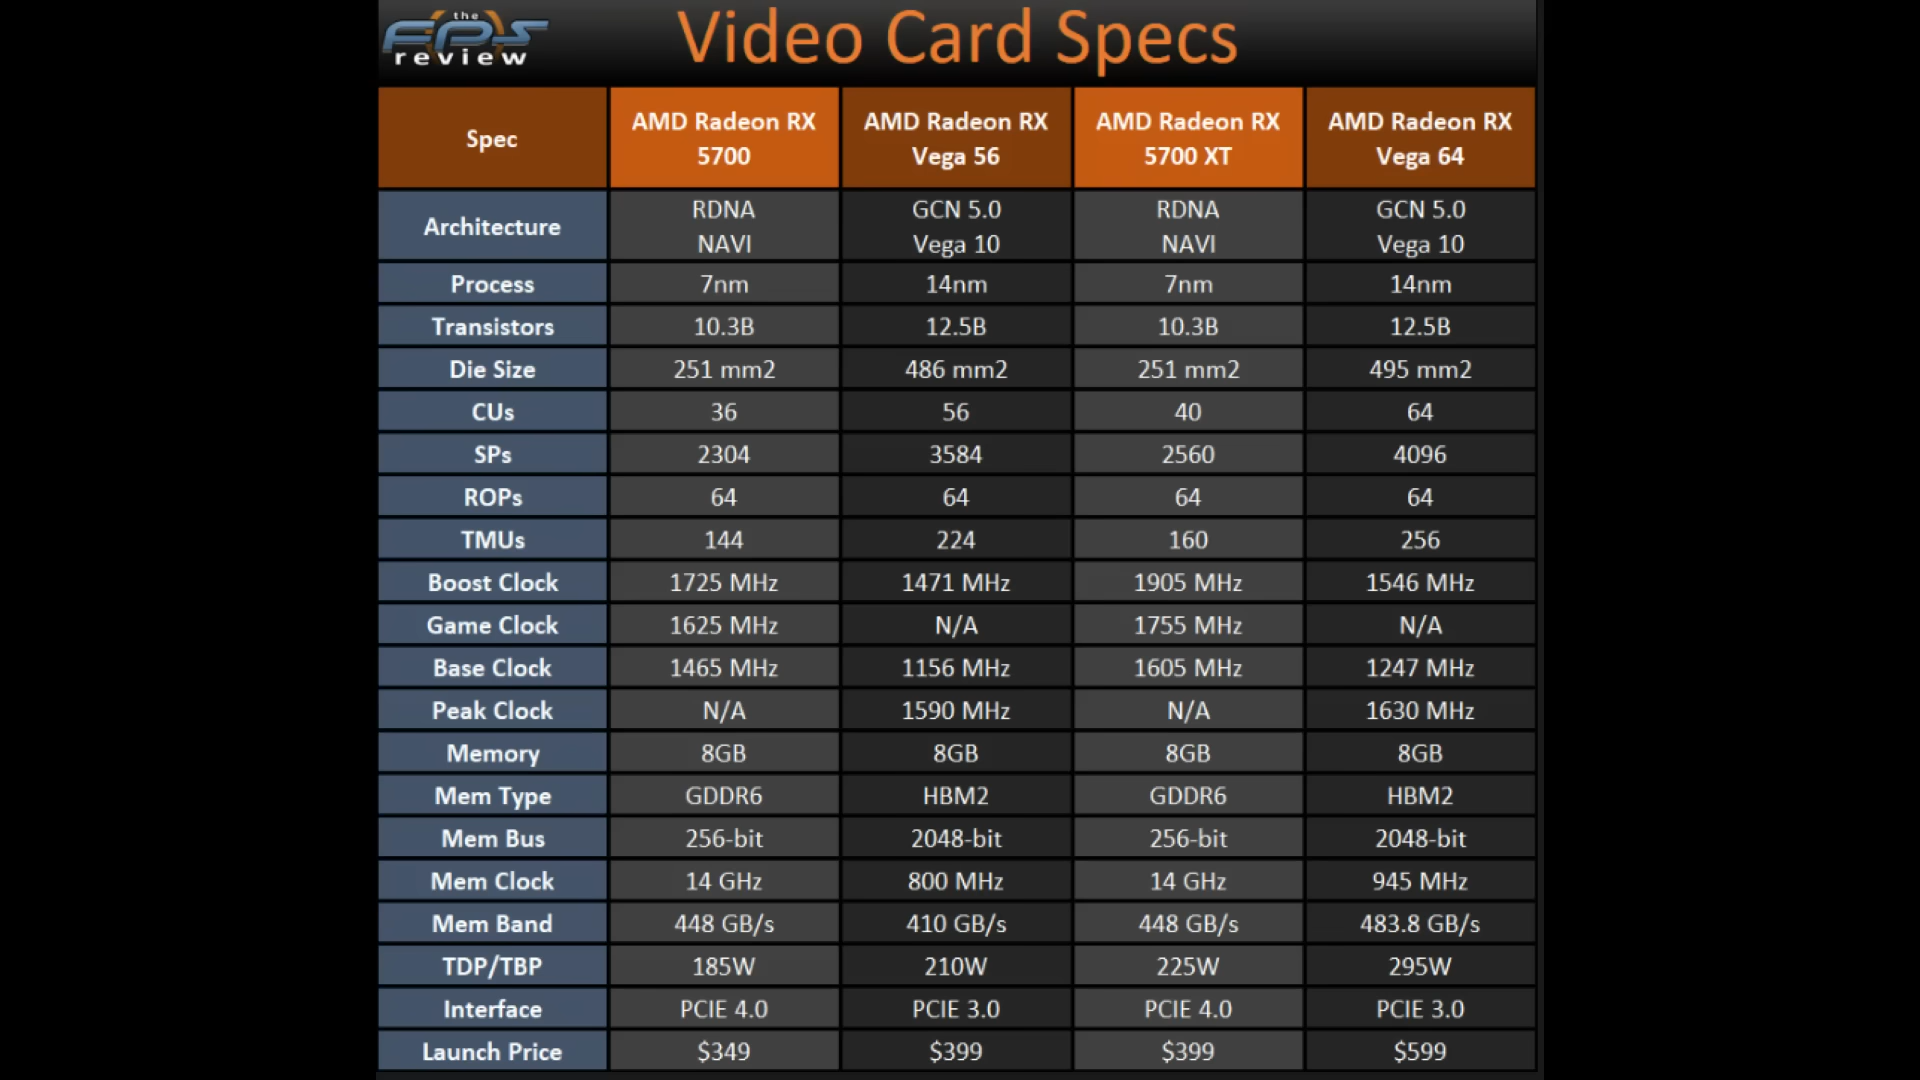 the
FPS
review
Video Card Specs
Spec
AMD Radeon RX
5700
AMD Radeon RX
Vega 56
AMD Radeon RX
5700 XT
AMD Radeon RX
Vega 64
Architecture
RDNA
NAVI
GCN 5.0
Vega 10
RDNA
NAVI
GCN 5.0
Vega 10
Process 7nm 14nm 7nm 14nm
Transistors 10.3B 12.5B 10.3B 12.5B
Die Size 251 mm2 486 mm2 251 mm2 495 mm2
CUs 36 56 40 64
SPs 2304 3584 2560 4096
ROPs 64 64 64 64
TMUs 144 224 160 256
Boost Clock 1725 MHz 1471 MHz 1905 MHz 1546 MHz
Game Clock 1625 MHz N/A 1755 MHz N/A
Base Clock 1465 MHz 1156 MHz 1605 MHz 1247 MHz
Peak Clock N/A 1590 MHz N/A 1630 MHz
Memory 8GB 8GB 8GB 8GB
Mem Type GDDR6 HBM2 GDDR6 HBM2
Mem Bus 256-bit 2048-bit 256-bit 2048-bit
Mem Clock 14 GHz 800 MHz 14 GHz 945 MHz
Mem Band 448 GB/s 410 GB/s 448 GB/s 483.8 GB/s
TDP/TBP 185W 210W 225W 295W
Interface PCIE 4.0 PCIE 3.0 PCIE 4.0 PCIE 3.0
Launch Price $349 $399 $399 $599